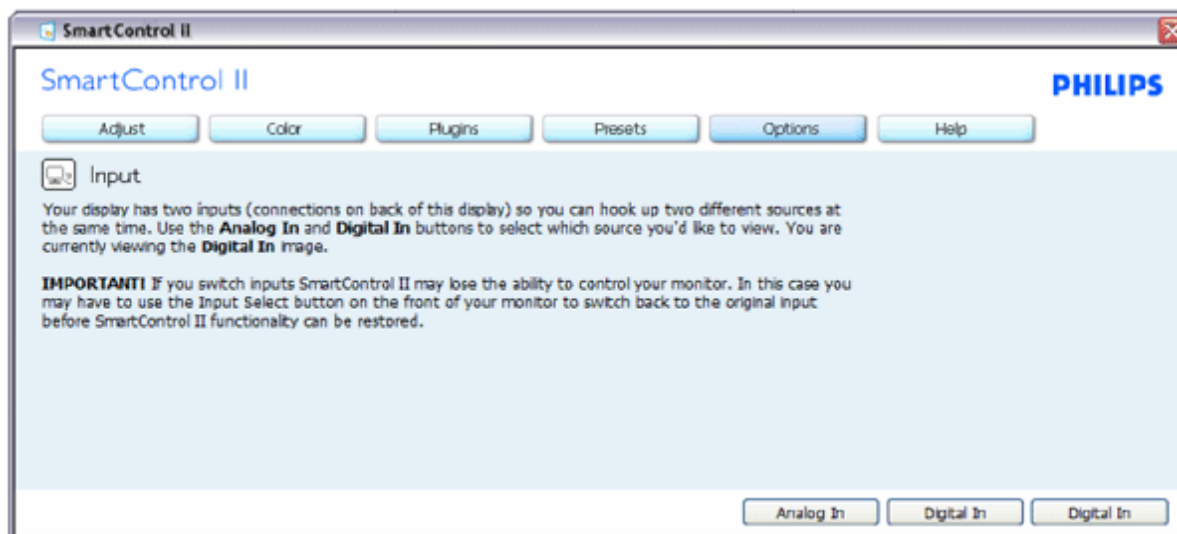 SmartControl II
SmartControl II
PHILIPS
Adjust Color Plugins Presets Options Help
Input
Your display has two inputs (connections on back of this display) so you can hook up two different sources at
the same time. Use the Analog In and Digital In buttons to select which source you'd like to view. You are
currently viewing the Digital In image.
IMPORTANT! If you switch inputs SmartControl II may lose the ability to control your monitor. In this case you
may have to use the Input Select button on the front of your monitor to switch back to the original input
before SmartControl II functionality can be restored.
Analog In Digital In Digital In